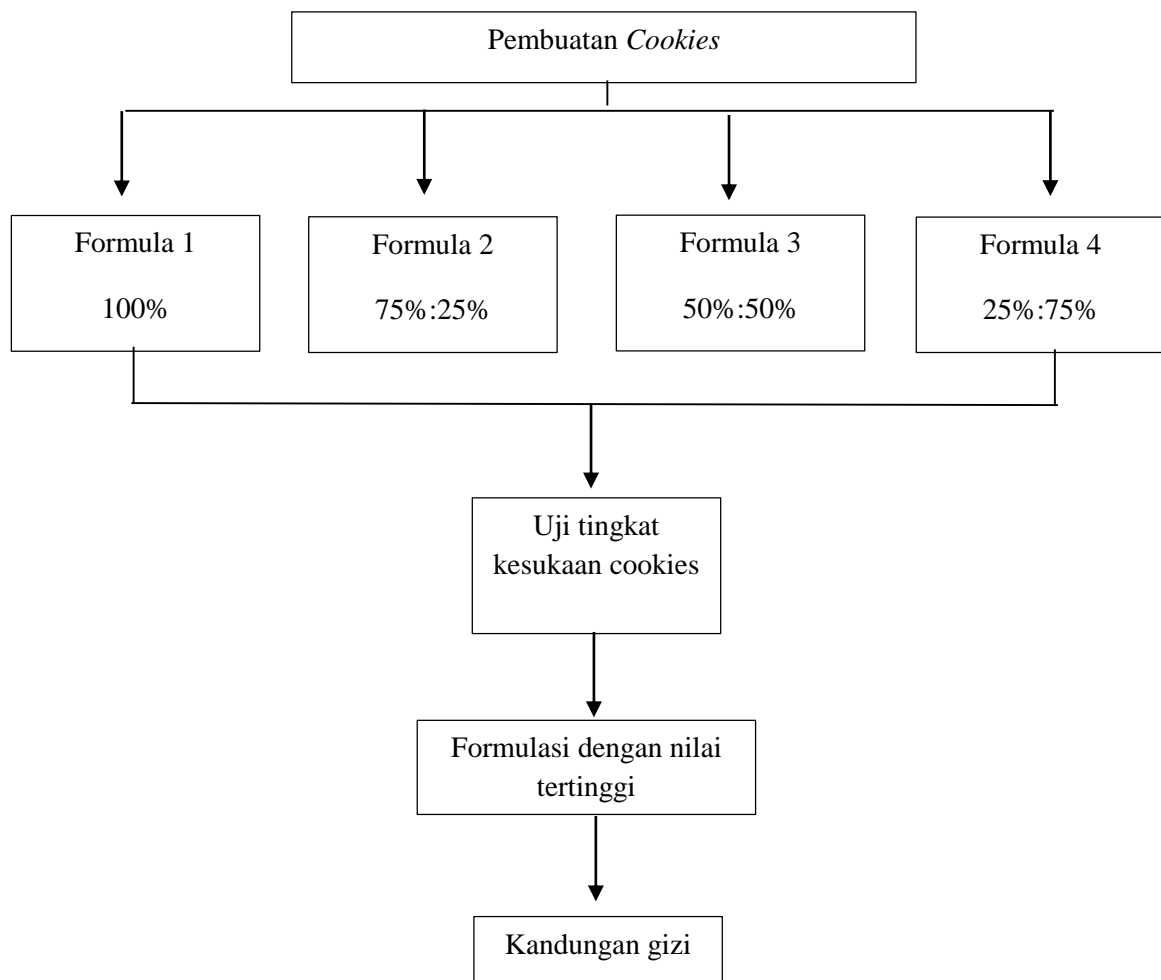 Pembuatan Cookies
Formula 1
100%
Formula 2
75%:25%
Formula 3
50%:50%
Formula 4
25%:75%
Uji tingkat
kesukaan cookies
Formulasi dengan nilai
tertinggi
Kandungan gizi